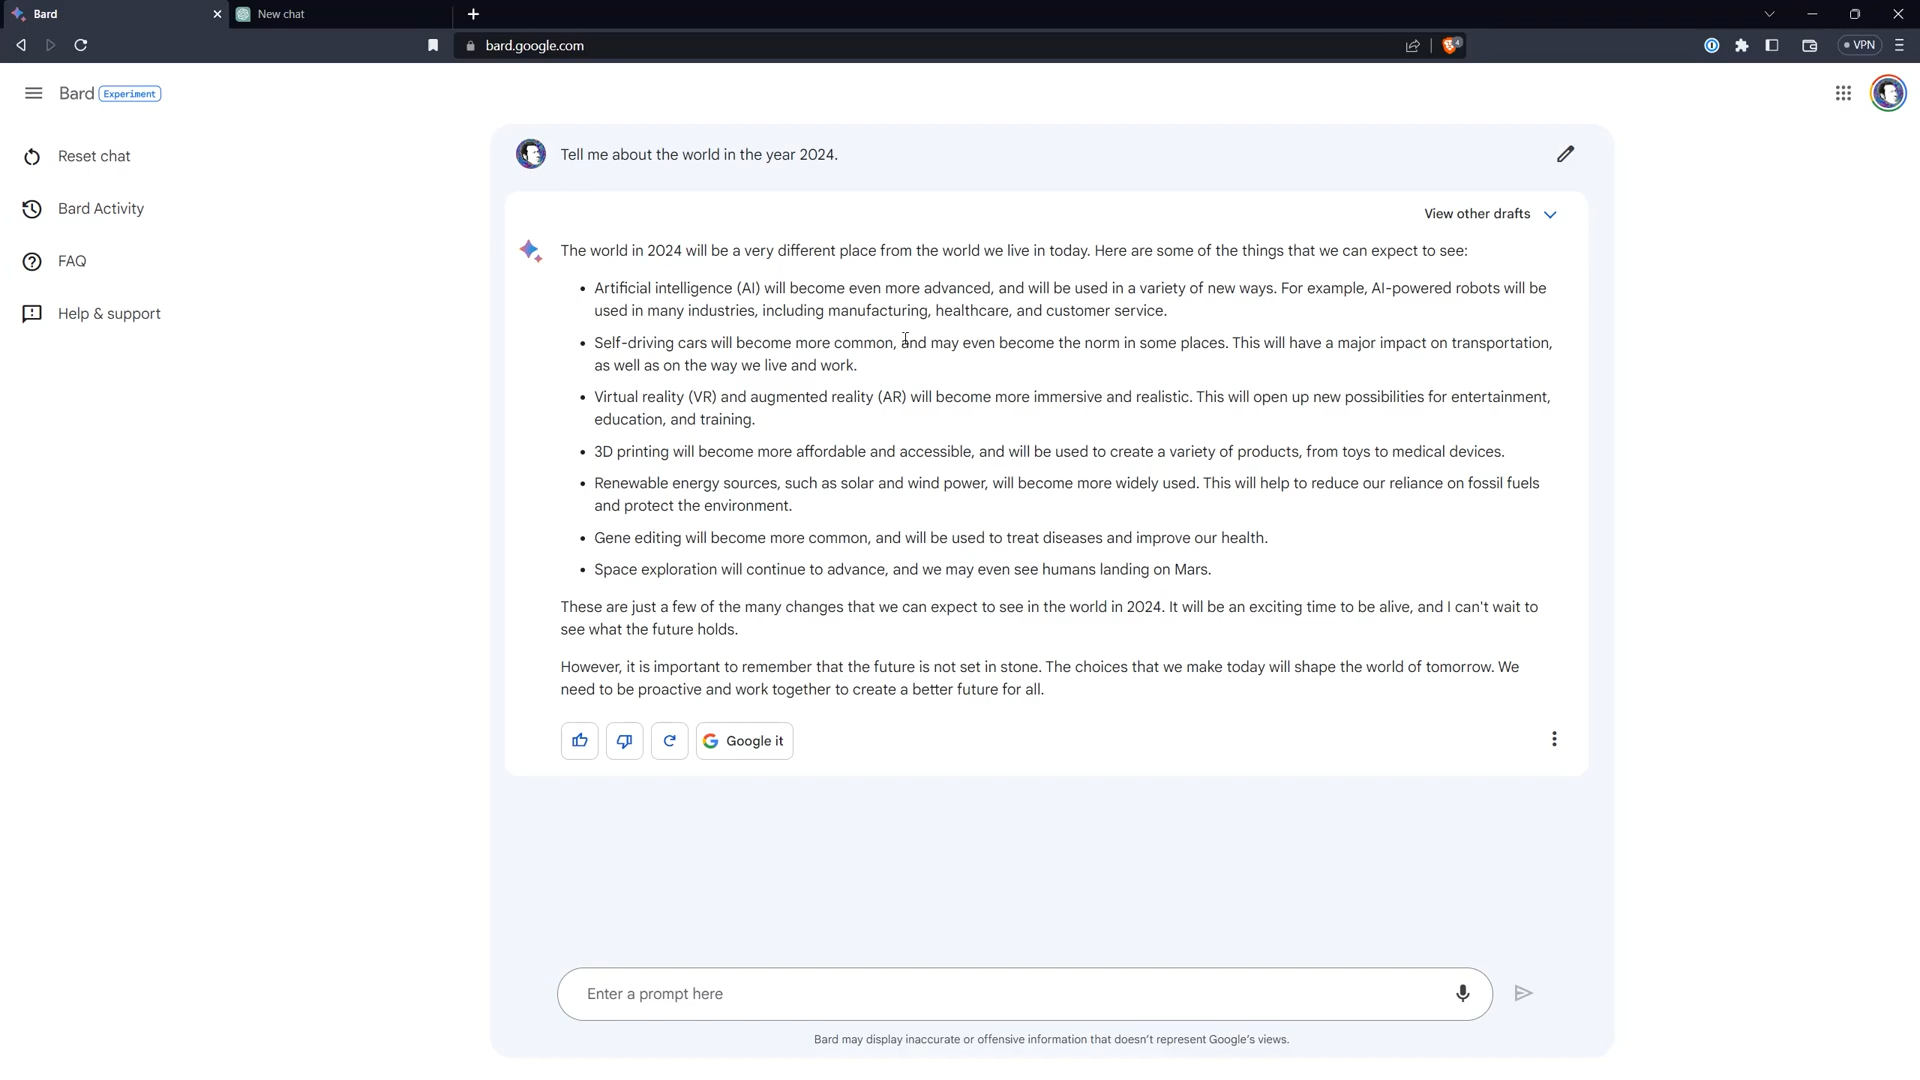 Bard
New chat
bard.google.com
4
VPN
Bard Experiment
Reset chat
Bard Activity
FAQ
Help & support
Tell me about the world in the year 2024.
View other drafts
The world in 2024 will be a very different place from the world we live in today. Here are some of the things that we can expect to see:
• Artificial intelligence (AI) will become even more advanced, and will be used in a variety of new ways. For example, AI-powered robots will be
used in many industries, including manufacturing, healthcare, and customer service.
• Self-driving cars will become more common, and may even become the norm in some places. This will have a major impact on transportation,
as well as on the way we live and work.
• Virtual reality (VR) and augmented reality (AR) will become more immersive and realistic. This will open up new possibilities for entertainment,
education, and training.
• 3D printing will become more affordable and accessible, and will be used to create a variety of products, from toys to medical devices.
• Renewable energy sources, such as solar and wind power, will become more widely used. This will help to reduce our reliance on fossil fuels
and protect the environment.
• Gene editing will become more common, and will be used to treat diseases and improve our health.
• Space exploration will continue to advance, and we may even see humans landing on Mars.
These are just a few of the many changes that we can expect to see in the world in 2024. It will be an exciting time to be alive, and I can't wait to
see what the future holds.
However, it is important to remember that the future is not set in stone. The choices that we make today will shape the world of tomorrow. We
need to be proactive and work together to create a better future for all.
Google it
Enter a prompt here
Bard may display inaccurate or offensive information that doesn't represent Google's views.